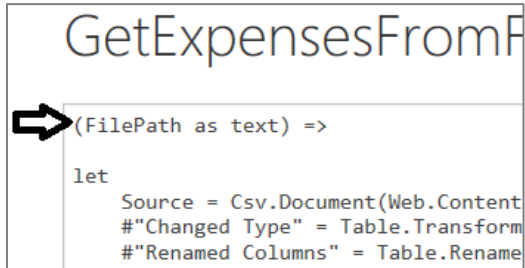 GetExpensesFromF
(FilePath as text) =>
let
Source = Csv.Document(Web.Content
#"Changed Type" = Table.Transform
#"Renamed Columns" = Table.Rename